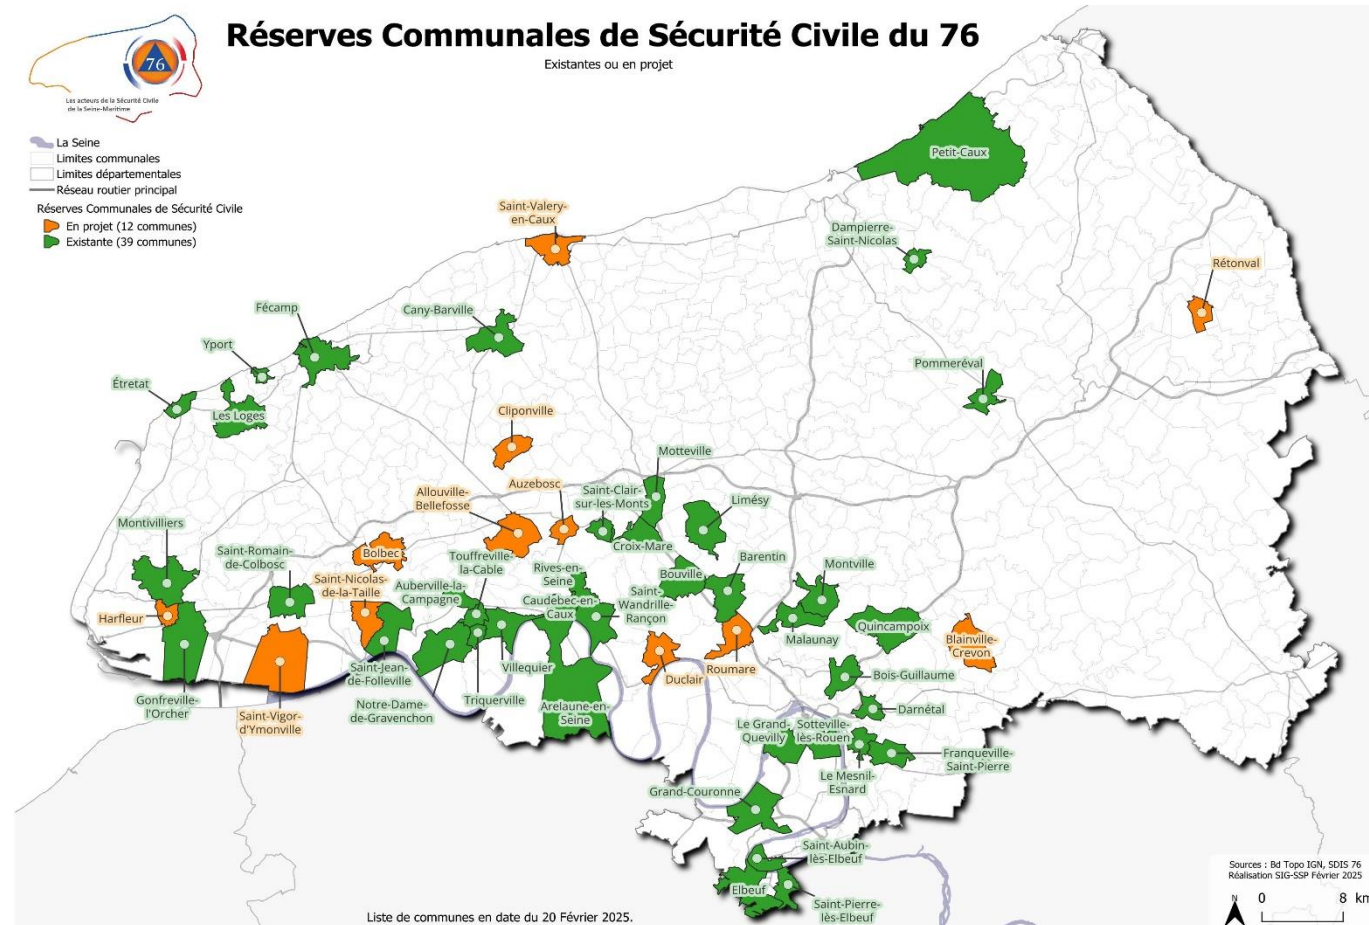 Réserves Communales de Sécurité Civile du 76
Existantes ou en projet
76
Les acteurs de la Sécurité Civile
de la Seine-Maritime
La Seine
Limites communales
Limites départementales
Réseau routier principal
Réserves Communales de Sécurité Civile
En projet (12 communes)
Existante (39 communes)
Petit-Caux
Saint-Valery-
en-Caux
Dampierre-
Saint-Nicolas
Rétonval
Fécamp
Cany-Barville
Yport
Pommeréval
Étretat
Les Loges
Cliponville
Motteville
Auzebosc
Saint-Clair-
sur-les-Monts
Allouville-
Bellefosse
Limésy
Montivilliers
Croix-Mare
Saint-Romain-
de-Colbosc
Bolbec
Touffreville-
la-Cable
Rives-en-
Seine
Barentin
Bouville
Montville
Saint-Nicolas-
de-la-Taille
Auberville-la-
Campagne
Caudebec-en-
Caux
Saint-
Wandrille-
Rançon
Harfleur
Malaunay
Quincampoix
Blainville-
Crevon
Saint-Jean-
de-Folleville
Villequier
Duclair
Roumare
Bois-Guillaume
Gonfreville-
l'Orcher
Saint-Vigor-
d'Ymonville
Notre-Dame-
de-Gravenchon
Triquerville
Arelaune-en-
Seine
Darnétal
Le Grand-
Quevilly
Sotteville-
lès-Rouen
Franqueville-
Saint-Pierre
Le Mesnil-
Esnard
Grand-Couronne
Saint-Aubin-
lès-Elbeuf
Elbeuf
Saint-Pierre-
lès-Elbeuf
Liste de communes en date du 20 Février 2025.
Sources : Bd Topo IGN, SDIS 76
Réalisation SIG-SSP Février 2025
N
0 8 km